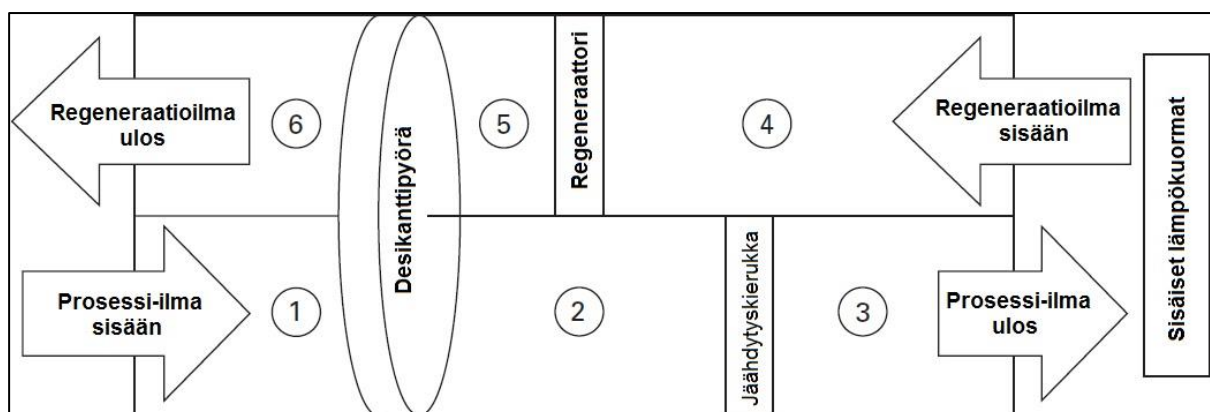 Regeneraatioilma
ulos
6
Desikanttipyörä
5
Regeneraattori
4
Regeneraatioilma
sisään
Sisäiset lämpökuormat
Prosessi-ilma
sisään
1
2
Jäähdytyskierukka
3
Prosessi-ilma
ulos